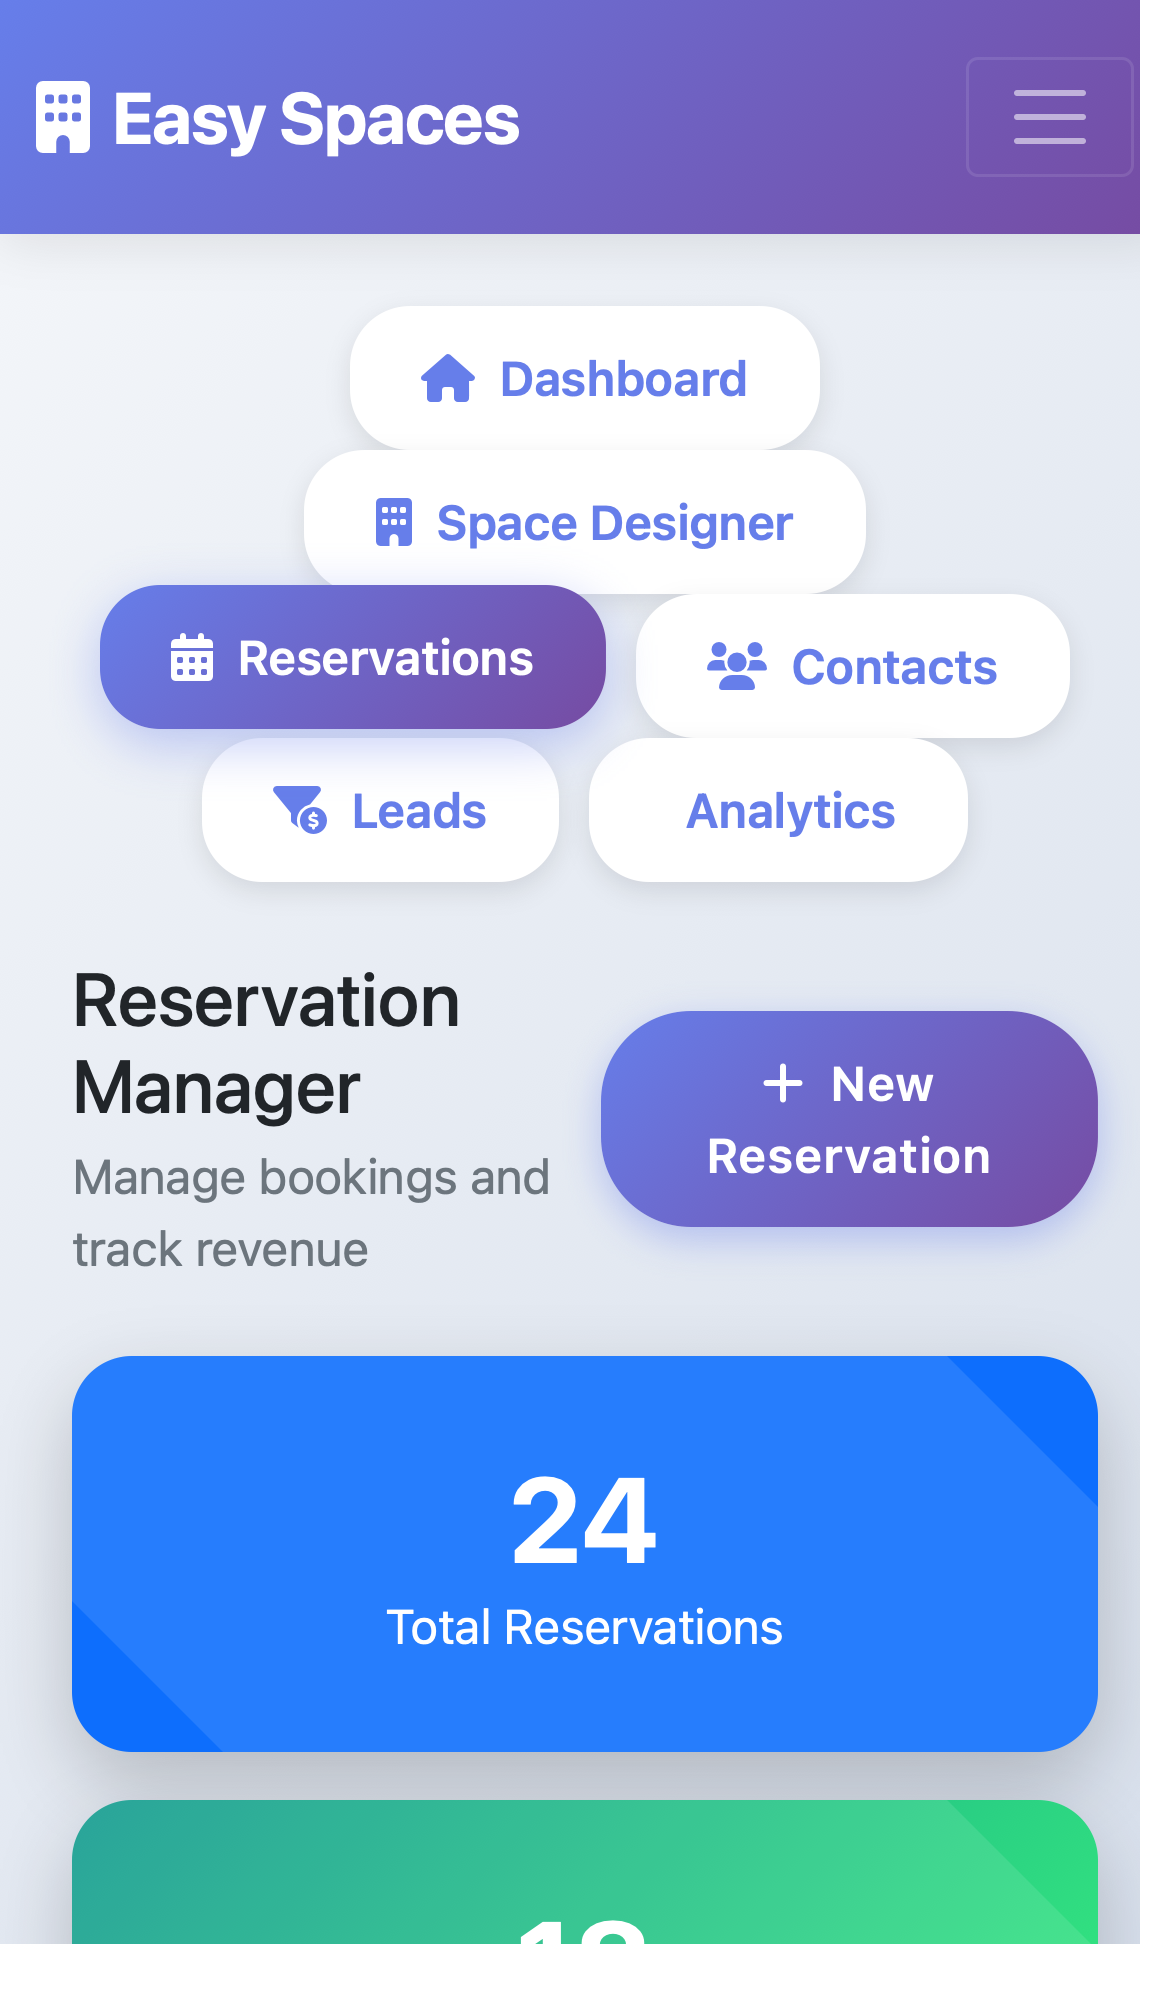 Easy Spaces
Dashboard
Space Designer
Reservations
Contacts
Leads
Analytics
Reservation
Manager
Manage bookings and
track revenue
+ New
Reservation
24
Total Reservations